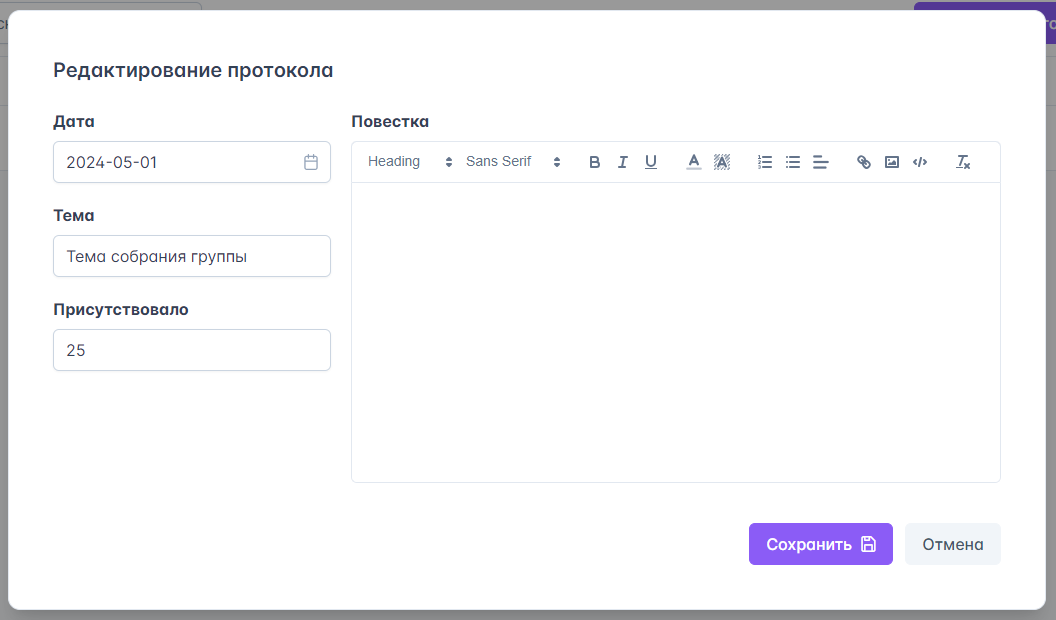 Редактирование протокола
Дата
2024-05-01
Тема
Тема собрания группы
Присутствовало
25
Повестка
Heading Sans Serif B I U A A
Сохранить Отмена